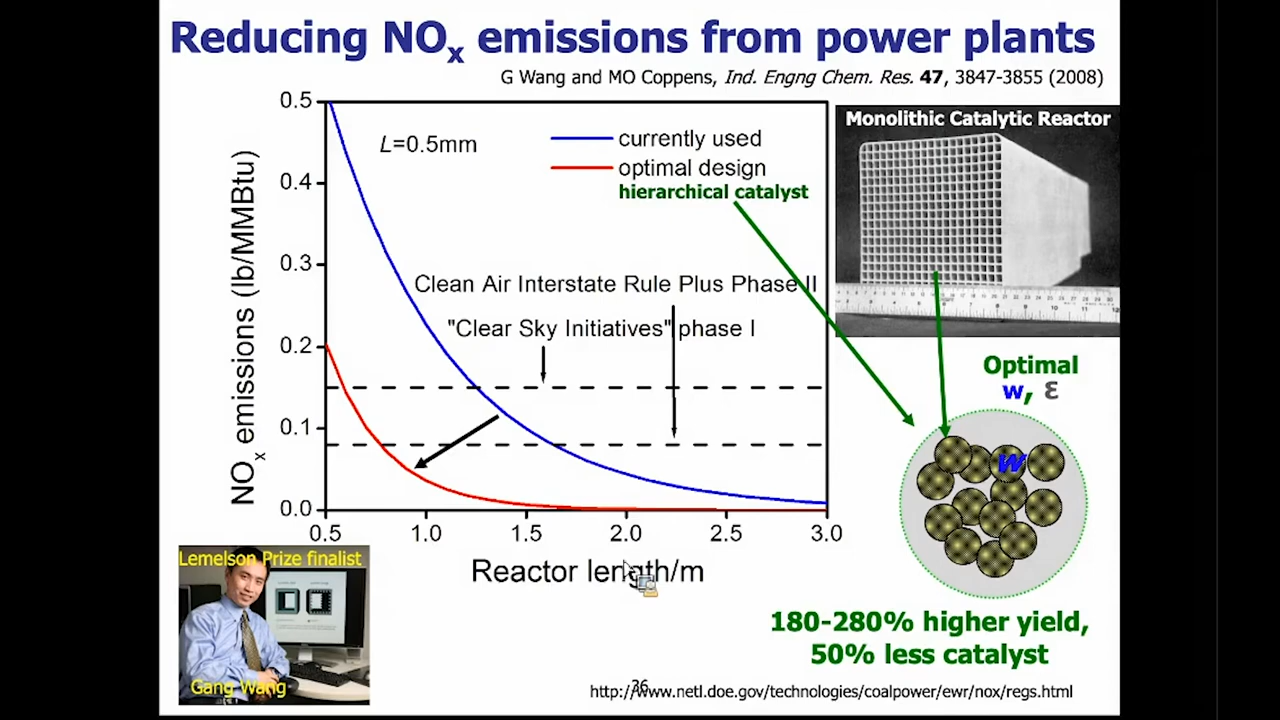 Reducing NOx emissions from power plants
G Wang and MO Coppens, Ind. Engng Chem. Res. 47, 3847-3855 (2008)
0.5
0.4
0.3
0.2
0.1
0.0
NOx emissions (lb/MMBtu)
L=0.5mm
currently used
optimal design
hierarchical catalyst
Clean Air Interstate Rule Plus Phase II
"Clear Sky Initiatives" phase I
0.5 1.0 1.5 2.0 2.5 3.0
Reactor length/m
Monolithic Catalytic Reactor
Optimal
w, ε
w
180-280% higher yield,
50% less catalyst
Lemelson Prize finalist
Gang Wang
36
http://www.netl.doe.gov/technologies/coalpower/ewr/nox/regs.html